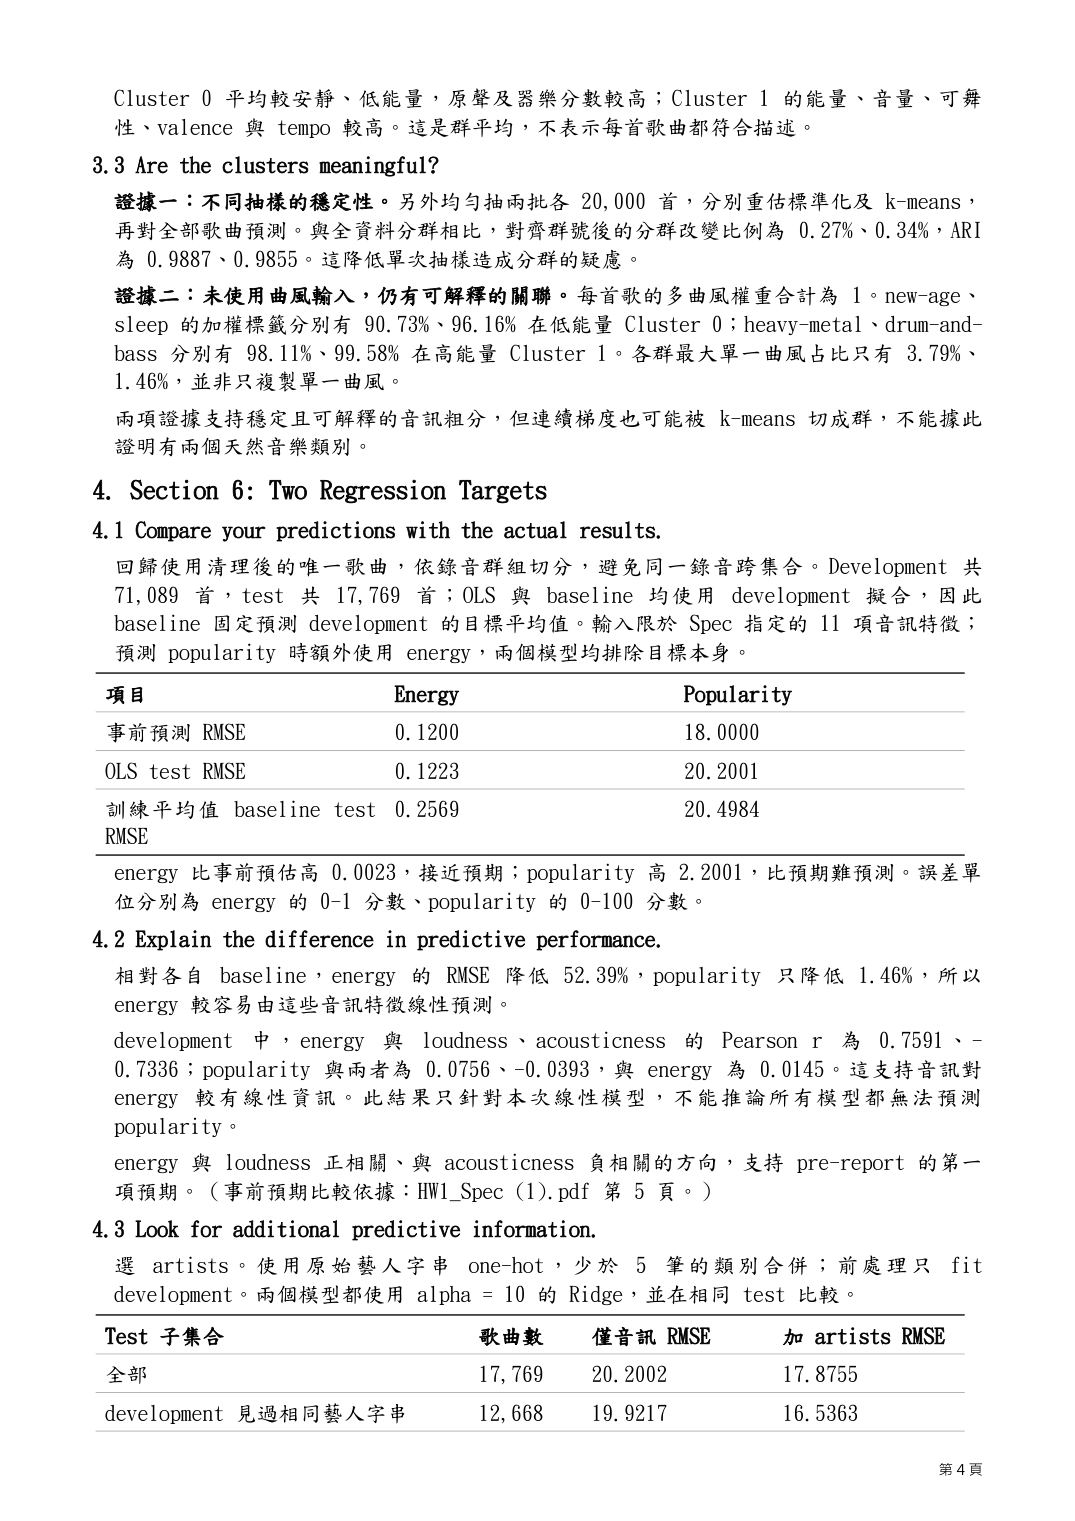 Cluster 0 平均較安靜、低能量，原聲及器樂分數較高；Cluster 1 的能量、音量、可舞
性、valence 與 tempo 較高。這是群平均，不表示每首歌曲都符合描述。
3.3 Are the clusters meaningful?
證據一：不同抽樣的穩定性。另外均勻抽兩批各 20,000 首，分別重估標準化及 k-means，
再對全部歌曲預測。與全資料分群相比，對齊群號後的分群改變比例為 0.27%、0.34%，ARI
為 0.9887、0.9855。這降低單次抽樣造成分群的疑慮。
證據二：未使用曲風輸入，仍有可解釋的關聯。每首歌的多曲風權重合計為 1。new-age、
sleep 的加權標籤分別有 90.73%、96.16% 在低能量 Cluster 0；heavy-metal、drum-and-
bass 分別有 98.11%、99.58% 在高能量 Cluster 1。各群最大單一曲風占比只有 3.79%、
1.46%，並非只複製單一曲風。
兩項證據支持穩定且可解釋的音訊粗分，但連續梯度也可能被 k-means 切成群，不能據此
證明有兩個天然音樂類別。
4. Section 6: Two Regression Targets
4.1 Compare your predictions with the actual results.
回歸使用清理後的唯一歌曲，依錄音群組切分，避免同一錄音跨集合。Development 共
71,089 首，test 共 17,769 首；OLS 與 baseline 均使用 development 擬合，因此
baseline 固定預測 development 的目標平均值。輸入限於 Spec 指定的 11 項音訊特徵；
預測 popularity 時額外使用 energy，兩個模型均排除目標本身。
項目 Energy Popularity
事前預測 RMSE 0.1200 18.0000
OLS test RMSE 0.1223 20.2001
訓練平均值 baseline test 0.2569 20.4984
RMSE
energy 比事前預估高 0.0023，接近預期；popularity 高 2.2001，比預期難預測。誤差單
位分別為 energy 的 0-1 分數、popularity 的 0-100 分數。
4.2 Explain the difference in predictive performance.
相對各自 baseline，energy 的 RMSE 降低 52.39%，popularity 只降低 1.46%，所以
energy 較容易由這些音訊特徵線性預測。
development 中，energy 與 loudness、acousticness 的 Pearson r 為 0.7591、-
0.7336；popularity 與兩者為 0.0756、-0.0393，與 energy 為 0.0145。這支持音訊對
energy 較有線性資訊。此結果只針對本次線性模型，不能推論所有模型都無法預測
popularity。
energy 與 loudness 正相關、與 acousticness 負相關的方向，支持 pre-report 的第一
項預期。（事前預期比較依據：HW1_Spec (1).pdf 第 5 頁。）
4.3 Look for additional predictive information.
選 artists。使用原始藝人字串 one-hot，少於 5 筆的類別合併；前處理只 fit
development。兩個模型都使用 alpha = 10 的 Ridge，並在相同 test 比較。
Test 子集合 歌曲數 僅音訊 RMSE 加 artists RMSE
全部 17,769 20.2002 17.8755
development 見過相同藝人字串 12,668 19.9217 16.5363
第 4 頁